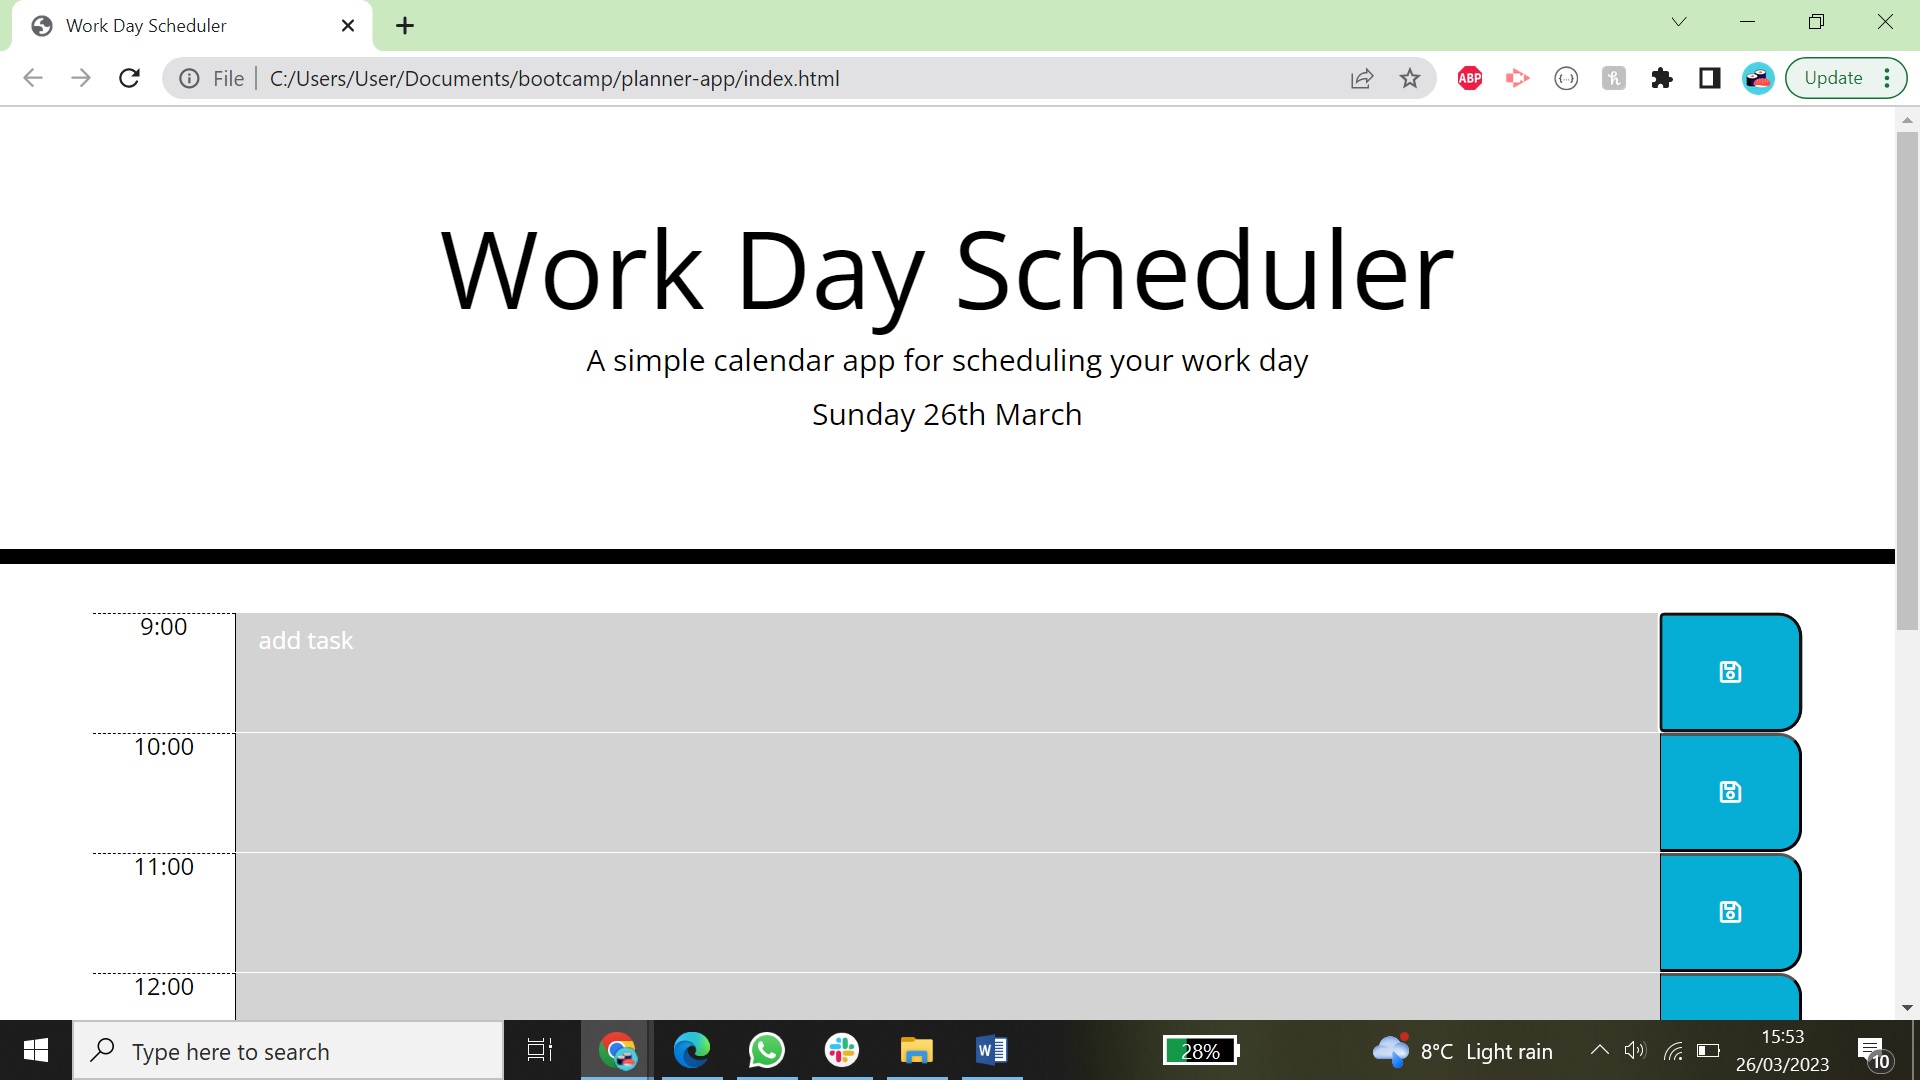 Work Day Scheduler
File
C:/Users/User/Documents/bootcamp/planner-app/index.html
ABP
Update
Work Day Scheduler
A simple calendar app for scheduling your work day
Sunday 26th March
9:00
add task
10:00
11:00
12:00
Type here to search
W
28%
8°C Light rain
15:53
26/03/2023
10